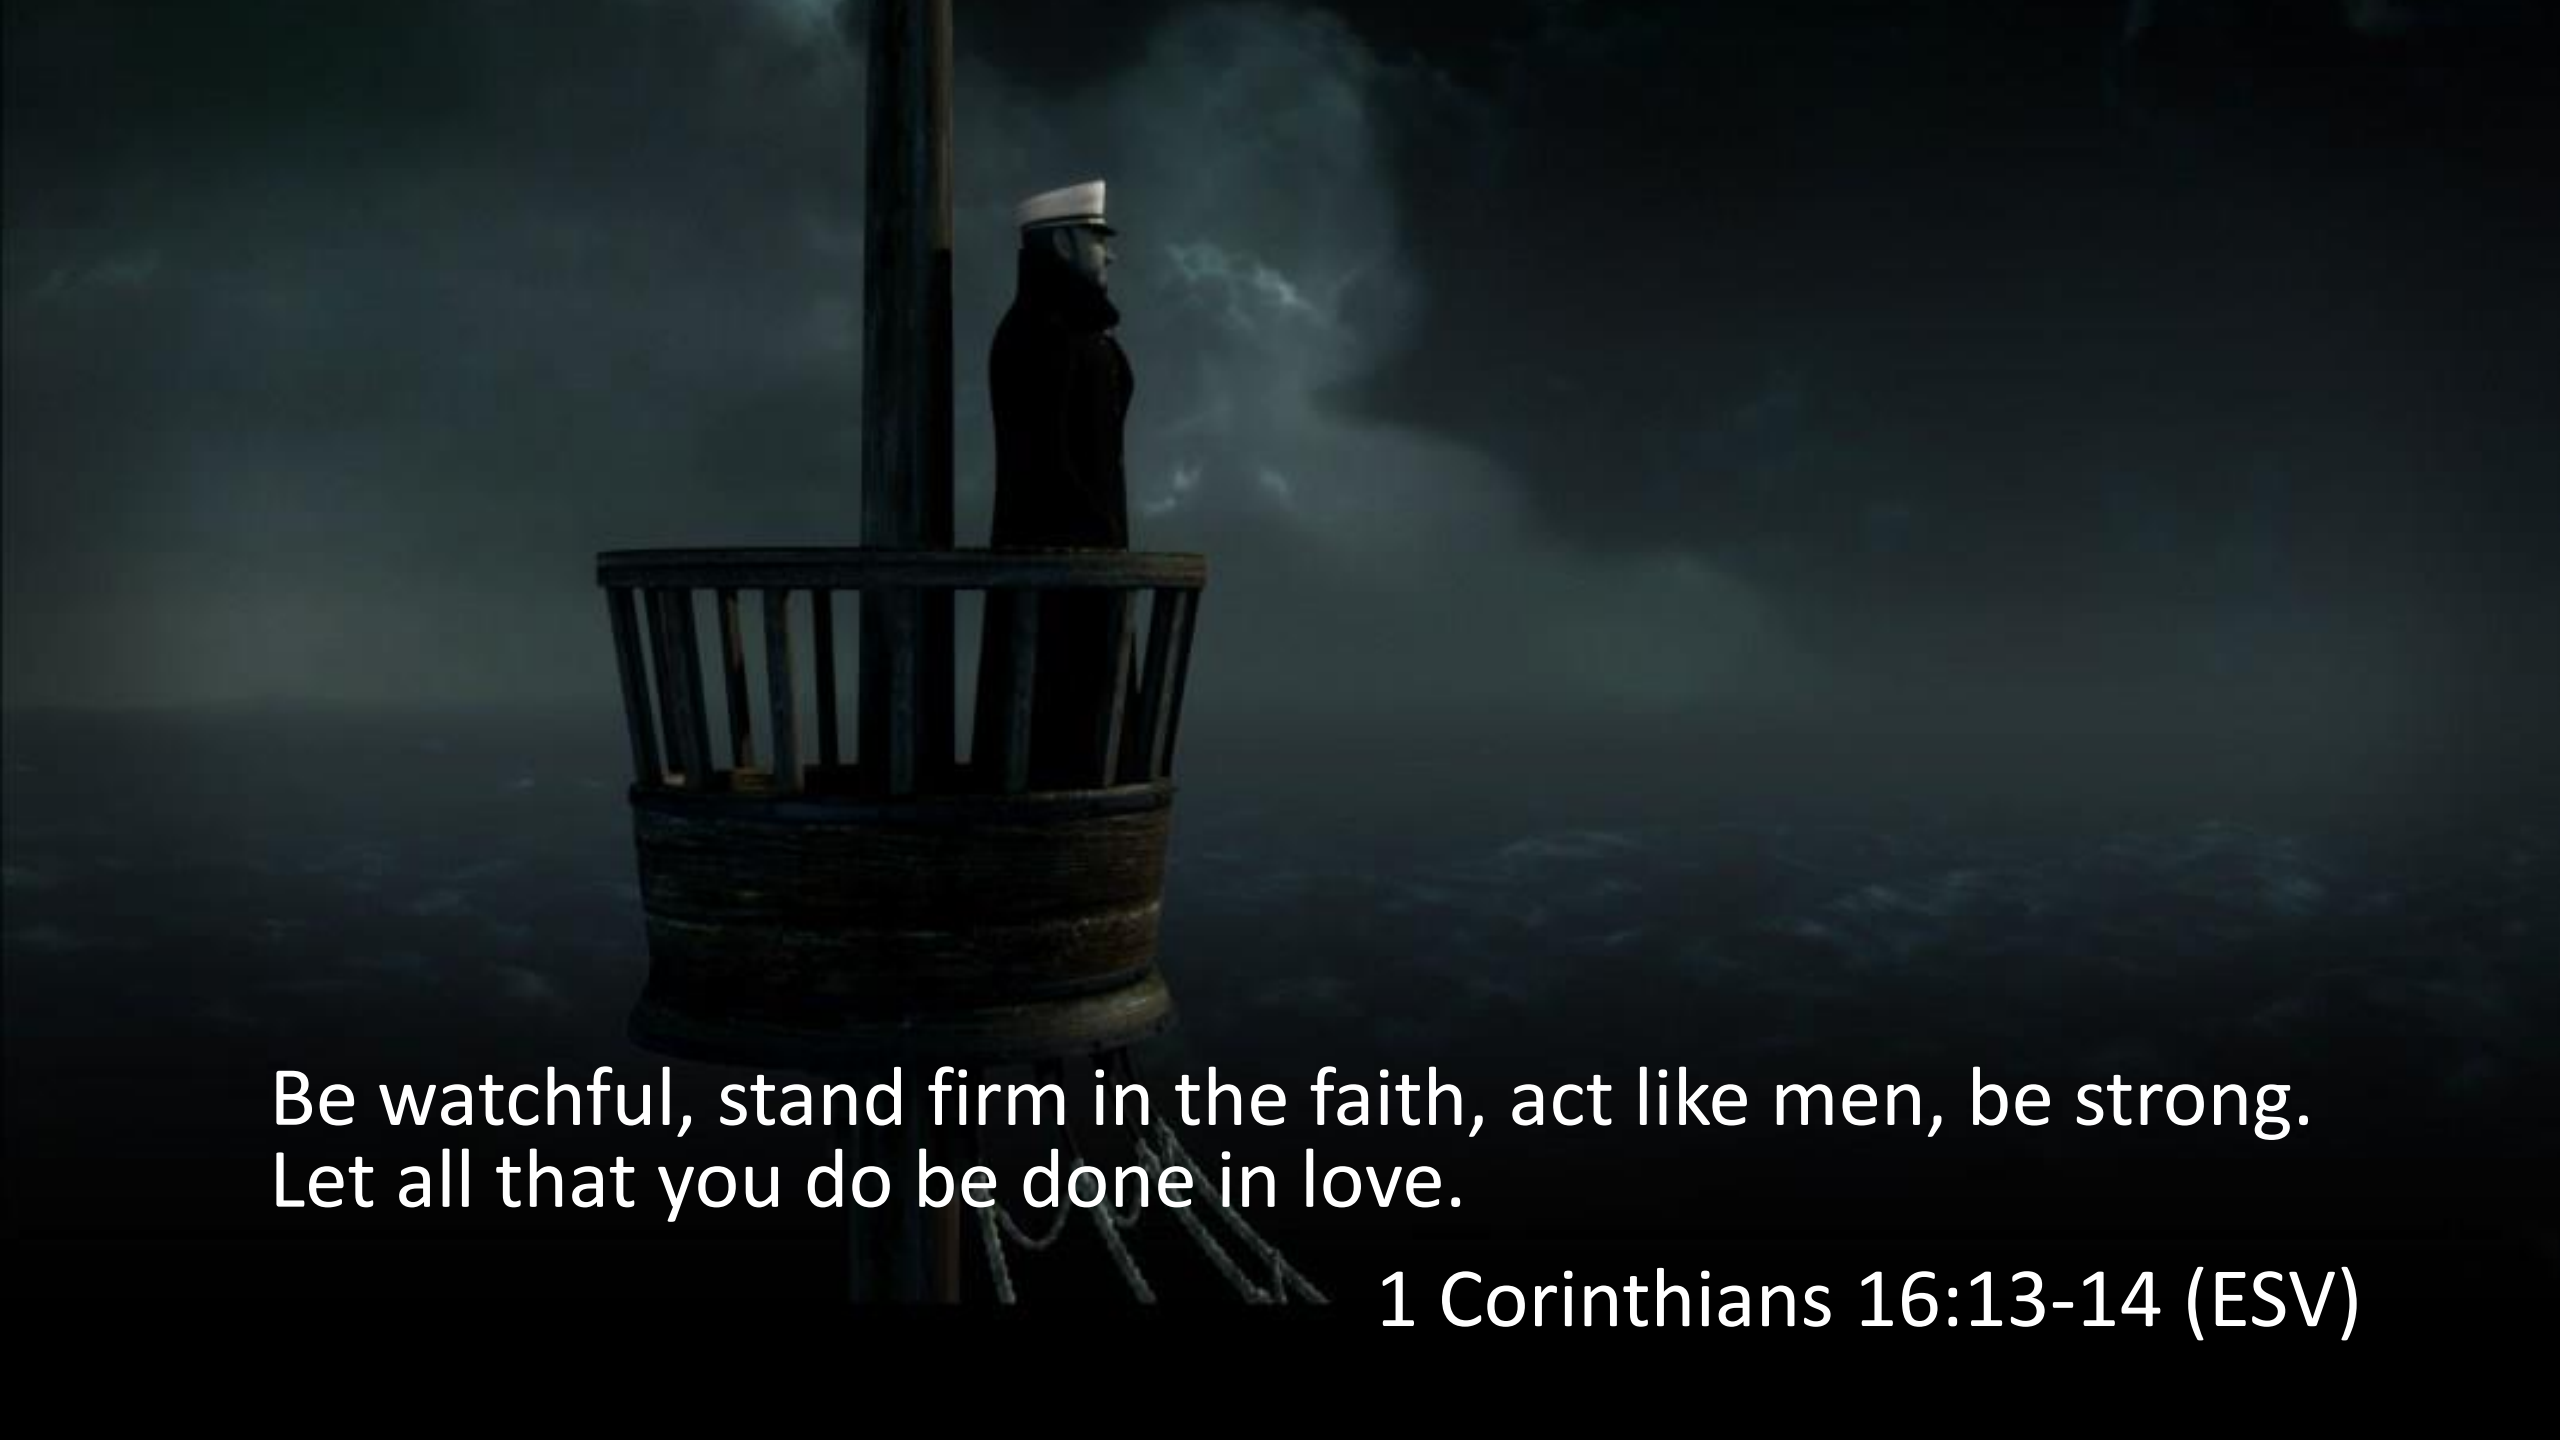 Be watchful, stand firm in the faith, act like men, be strong.
Let all that you do be done in love.
1 Corinthians 16:13-14 (ESV)